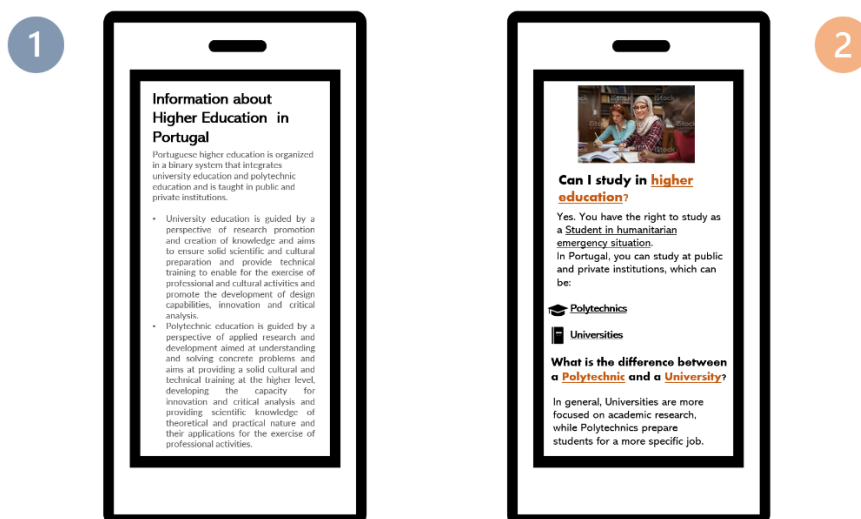 1
Information about
Higher Education in
Portugal
Portuguese higher education is organized
in a binary system that integrates
university education and polytechnic
education and is taught in public and
private institutions.
• University education is guided by a
perspective of research promotion
and creation of knowledge and aims
to ensure solid scientific and cultural
preparation and provide technical
training to enable for the exercise of
professional and cultural activities and
promote the development of design
capabilities, innovation and critical
analysis.
• Polytechnic education is guided by a
perspective of applied research and
development aimed at understanding
and solving concrete problems and
aims at providing a solid cultural and
technical training at the higher level,
developing the capacity for
innovation and critical analysis and
providing scientific knowledge of
theoretical and practical nature and
their applications for the exercise of
professional activities.
2
iStock
Can I study in higher
education?
Yes. You have the right to study as
a Student in humanitarian
emergency situation.
In Portugal, you can study at public
and private institutions, which can
be:
Polytechnics
Universities
What is the difference between
a Polytechnic and a University?
In general, Universities are more
focused on academic research,
while Polytechnics prepare
students for a more specific job.